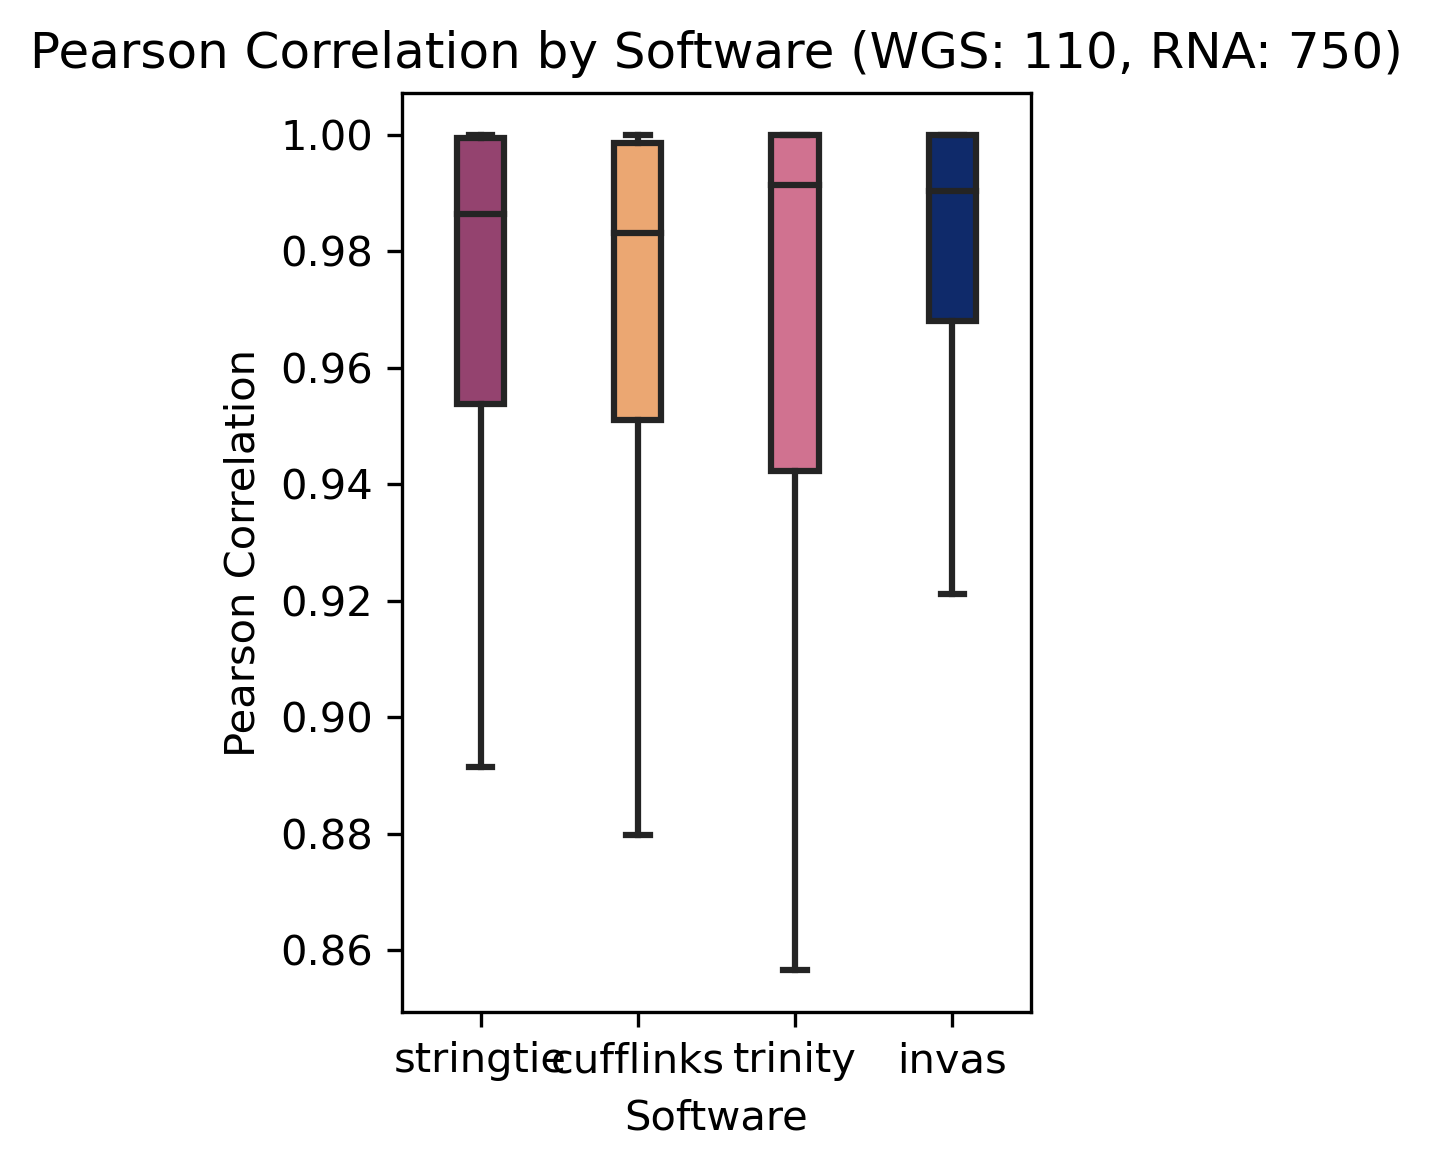 Pearson Correlation by Software (WGS: 110, RNA: 750)
Pearson Correlation
1.00
0.98
0.96
0.94
0.92
0.90
0.88
0.86
stringtie cufflinks trinity invas
Software